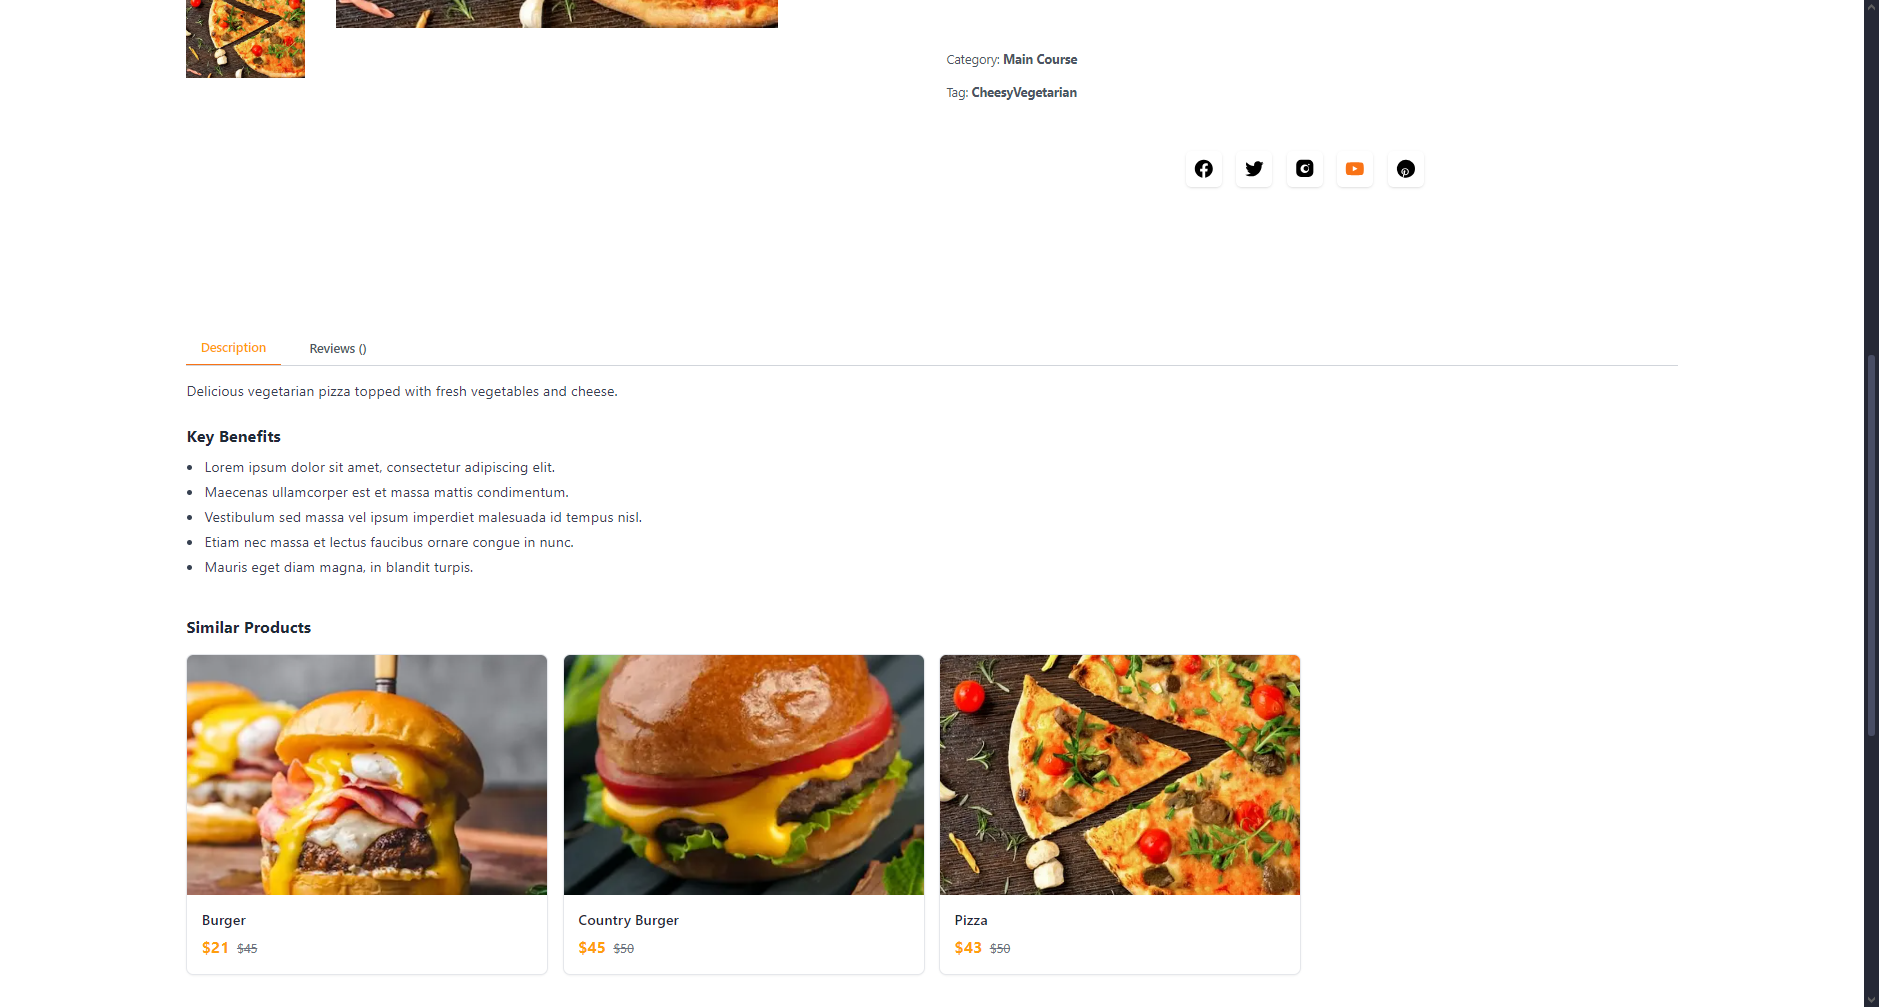 Category: Main Course
Tag: CheesyVegetarian
Description
Reviews ()
Delicious vegetarian pizza topped with fresh vegetables and cheese.
Key Benefits
Lorem ipsum dolor sit amet, consectetur adipiscing elit.
Maecenas ullamcorper est et massa mattis condimentum.
Vestibulum sed massa vel ipsum imperdiet malesuada id tempus nisl.
Etiam nec massa et lectus faucibus ornare congue in nunc.
Mauris eget diam magna, in blandit turpis.
Similar Products
Burger
$21 $45
Country Burger
$45 $50
Pizza
$43 $50